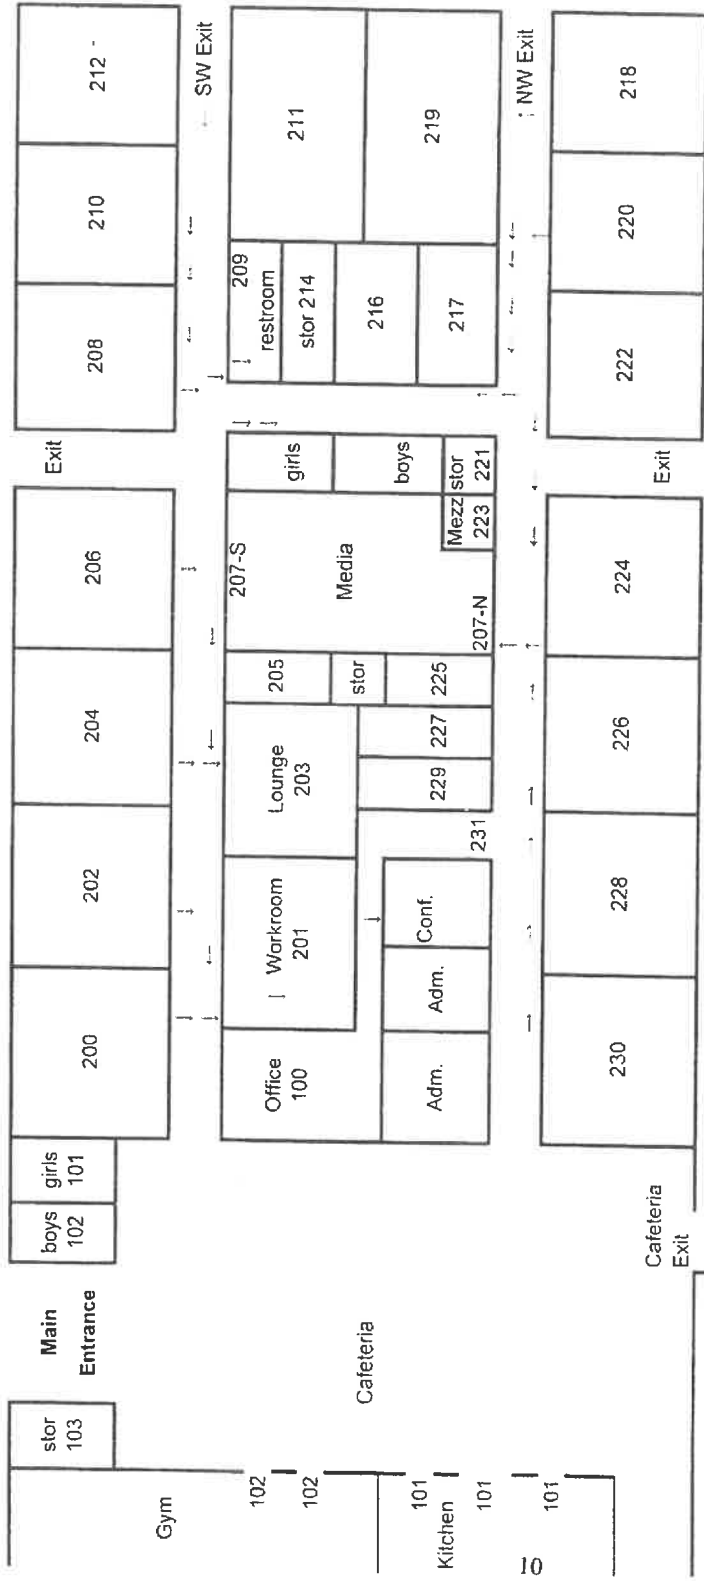 212 -
210
208
Exit
206
204
202
200
girls
101
boys
102
Main
Entrance
stor
103
SW Exit
211
219
209
restroom
stor 214
216
217
girls
boys
stor
221
Mezz
223
207-S
Media
207-N
205
stor
225
Lounge
203
227
229
231
Workroom
201
Conf.
Office
100
Adm.
Adm.
NW Exit
218
220
222
Exit
224
226
228
230
Cafeteria
Exit
Cafeteria
Gym
102
102
Kitchen
101
101
101
10